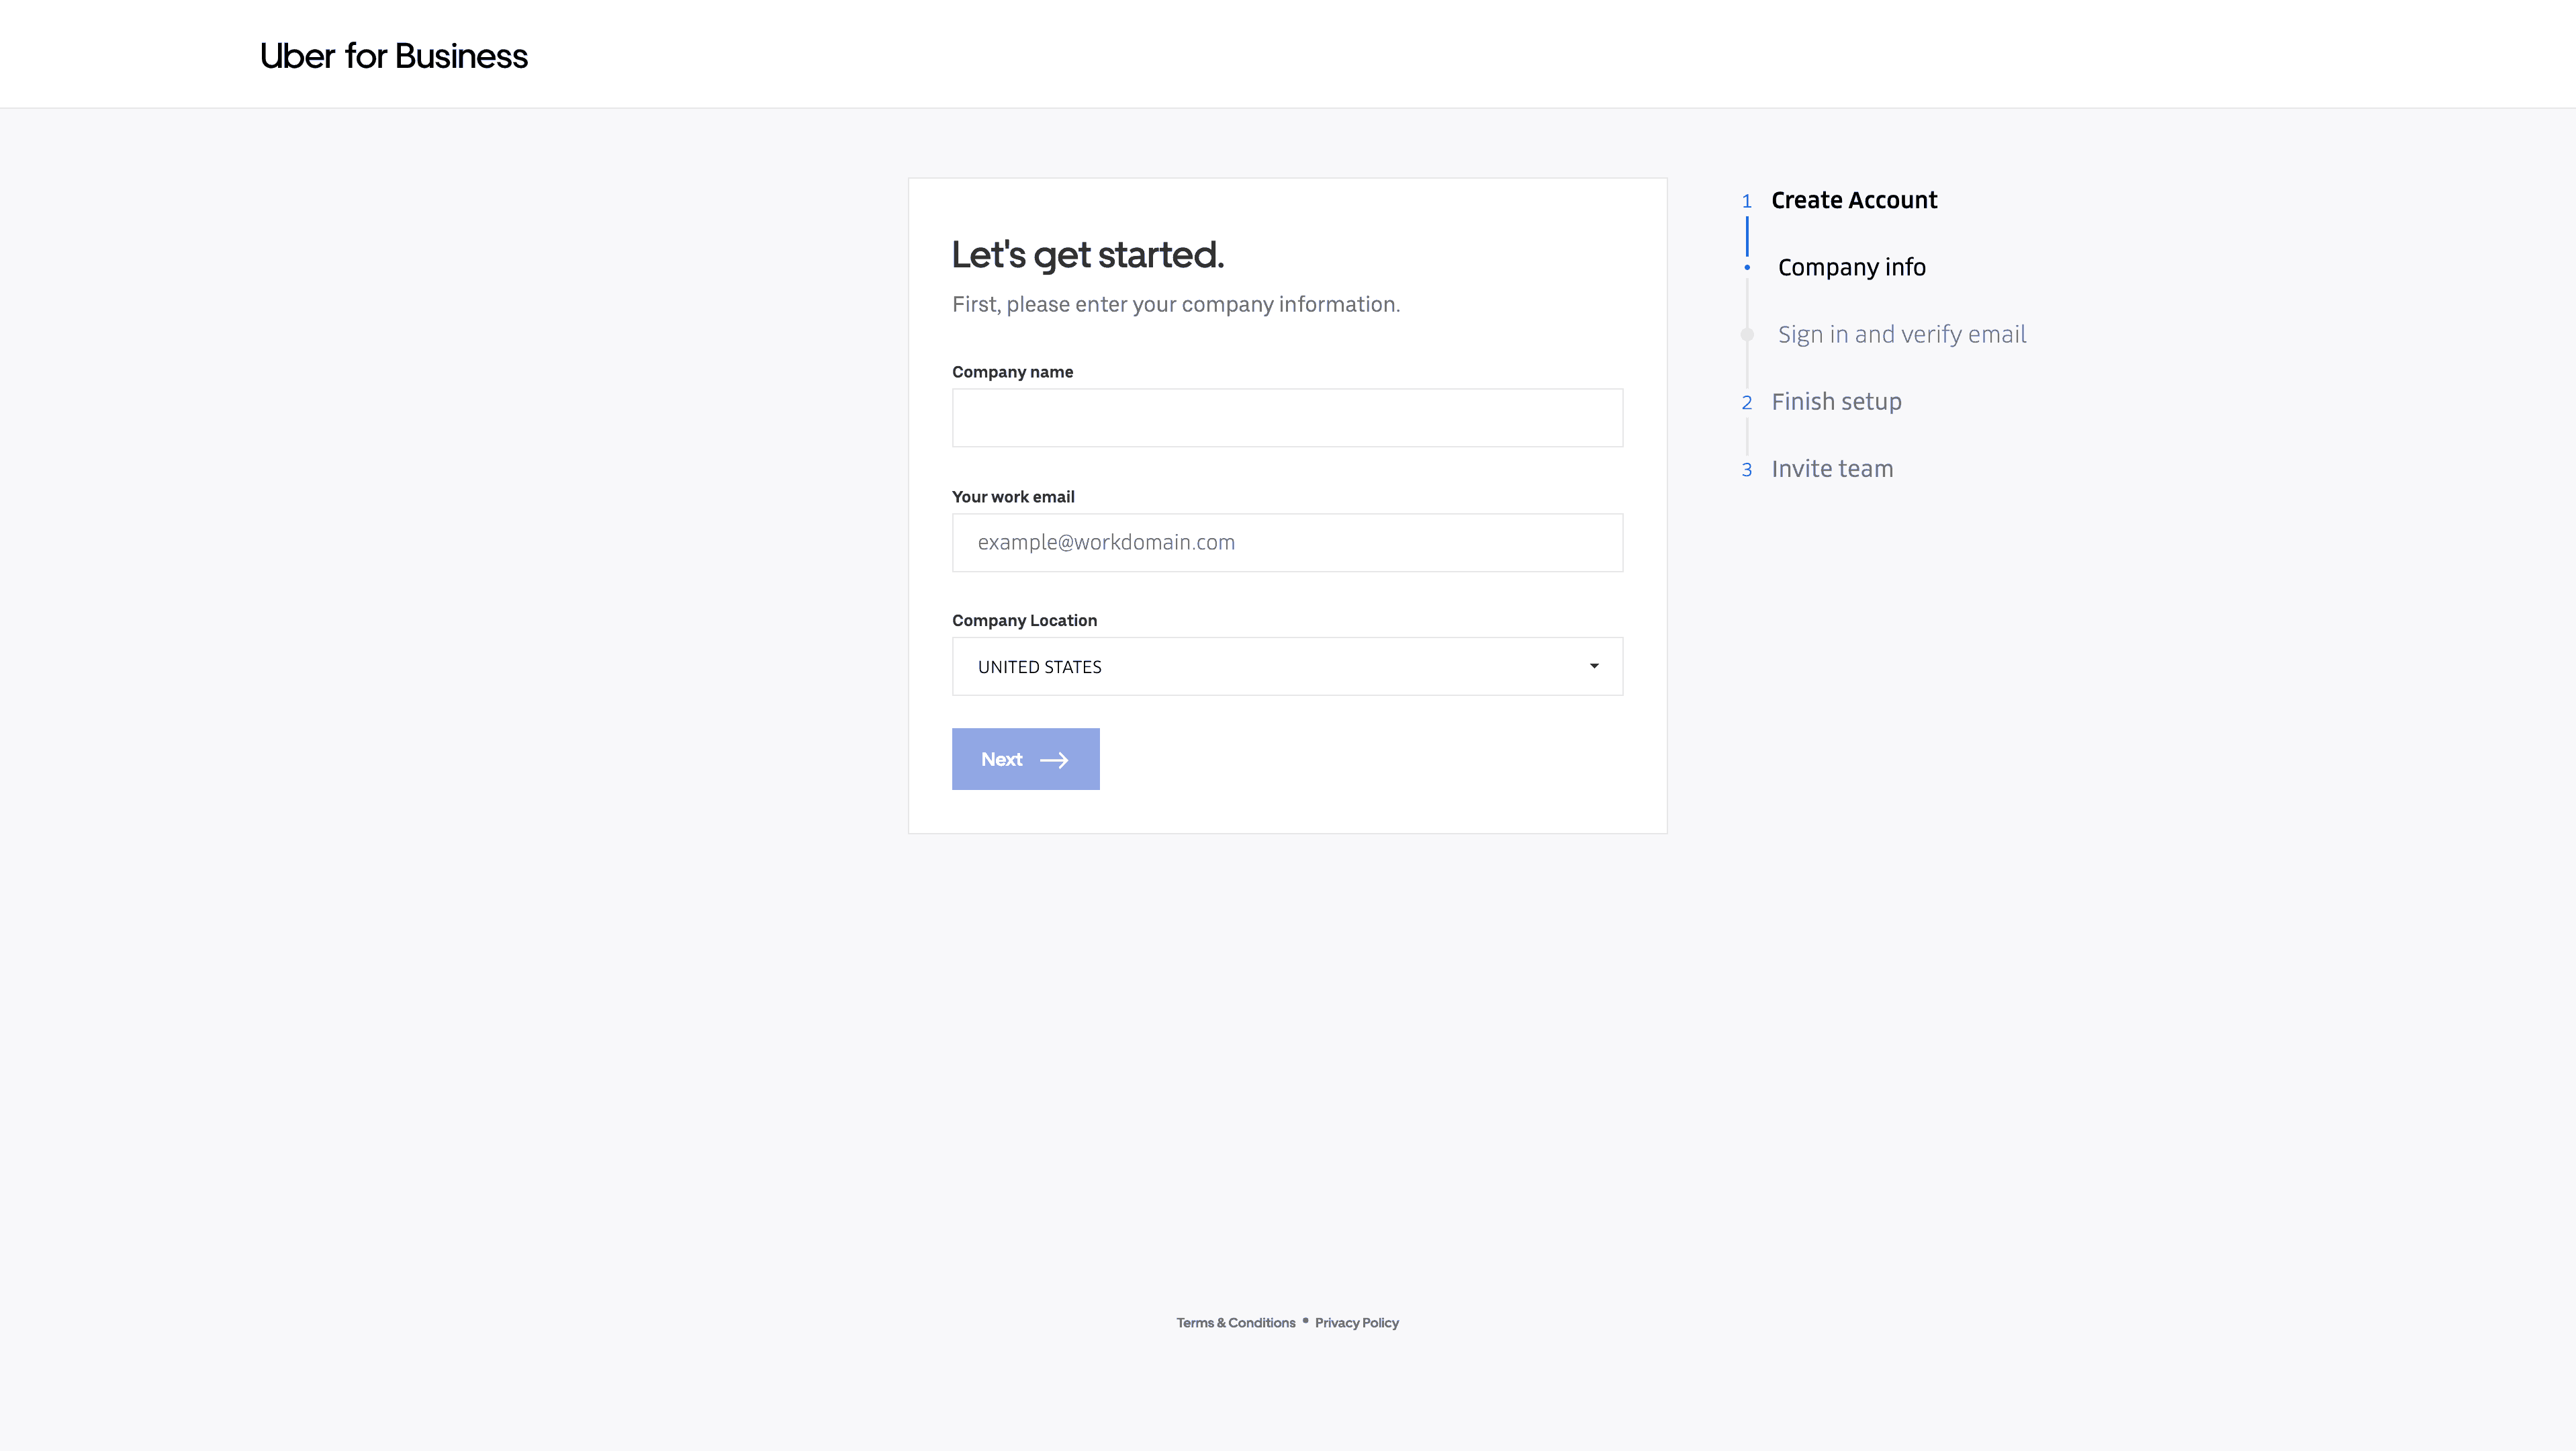 Uber for Business
Let's get started.
First, please enter your company information.
Company name
Your work email
example@workdomain.com
Company Location
UNITED STATES
Next
1 Create Account
Company info
Sign in and verify email
2 Finish setup
3 Invite team
Terms & Conditions • Privacy Policy